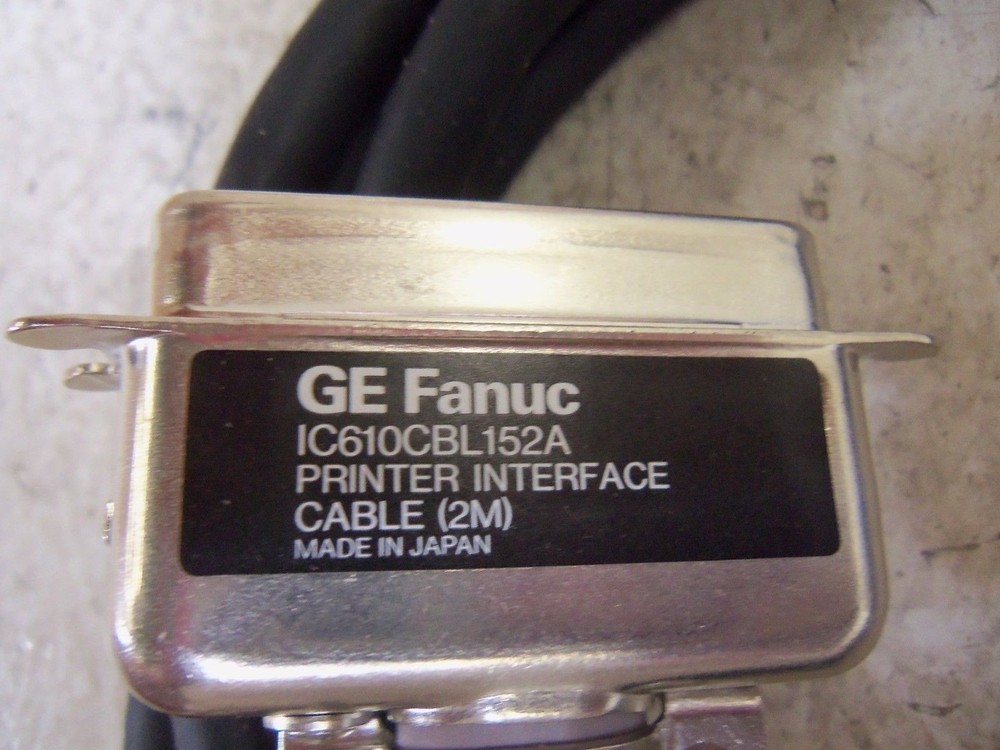 GE Fanuc
IC610CBL152A
PRINTER INTERFACE
CABLE (2M)
MADE IN JAPAN